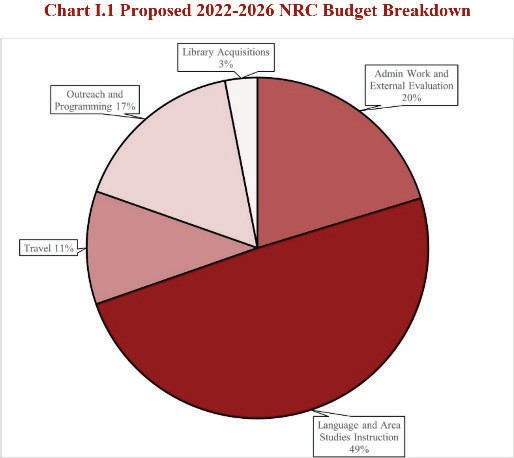 Chart I.1 Proposed 2022-2026 NRC Budget Breakdown
Library Acquisitions
3%
Admin Work and
External Evaluation
20%
Outreach and
Programming 17%
Travel 11%
Language and Area
Studies Instruction
49%